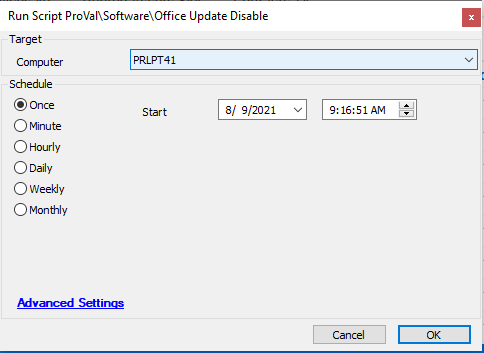 Run Script ProVal\Software\Office Update Disable
Target
Computer PRLPT41
Schedule
Once Start 8/ 9/2021 9:16:51 AM
Minute
Hourly
Daily
Weekly
Monthly
Advanced Settings
Cancel OK